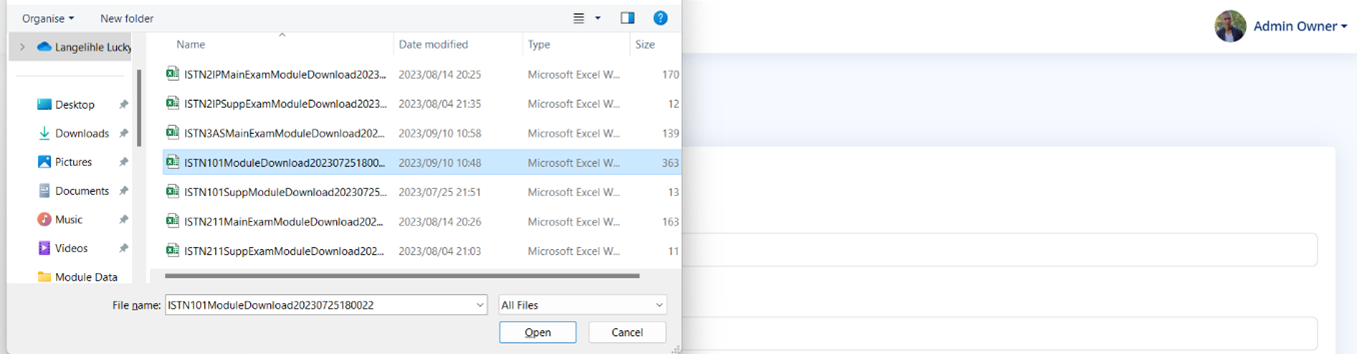 Organise New folder
Admin Owner
Langelihle Lucky
Name Date modified Type Size
ISTN2IPMainExamModuleDownload2023... 2023/08/14 20:25 Microsoft Excel W... 170
Desktop
ISTN2IPSuppExamModuleDownload2023... 2023/08/04 21:35 Microsoft Excel W... 12
Downloads
ISTN3ASMainExamModuleDownload202... 2023/09/10 10:58 Microsoft Excel W... 139
Pictures
ISTN101ModuleDownload202307251800... 2023/09/10 10:48 Microsoft Excel W... 363
Documents
ISTN101SuppModuleDownload20230725... 2023/07/25 21:51 Microsoft Excel W... 13
Music
ISTN211MainExamModuleDownload202... 2023/08/14 20:26 Microsoft Excel W... 163
Videos
ISTN211SuppExamModuleDownload202... 2023/08/04 21:03 Microsoft Excel W... 11
Module Data
File name: ISTN101ModuleDownload20230725180022 All Files
Open Cancel